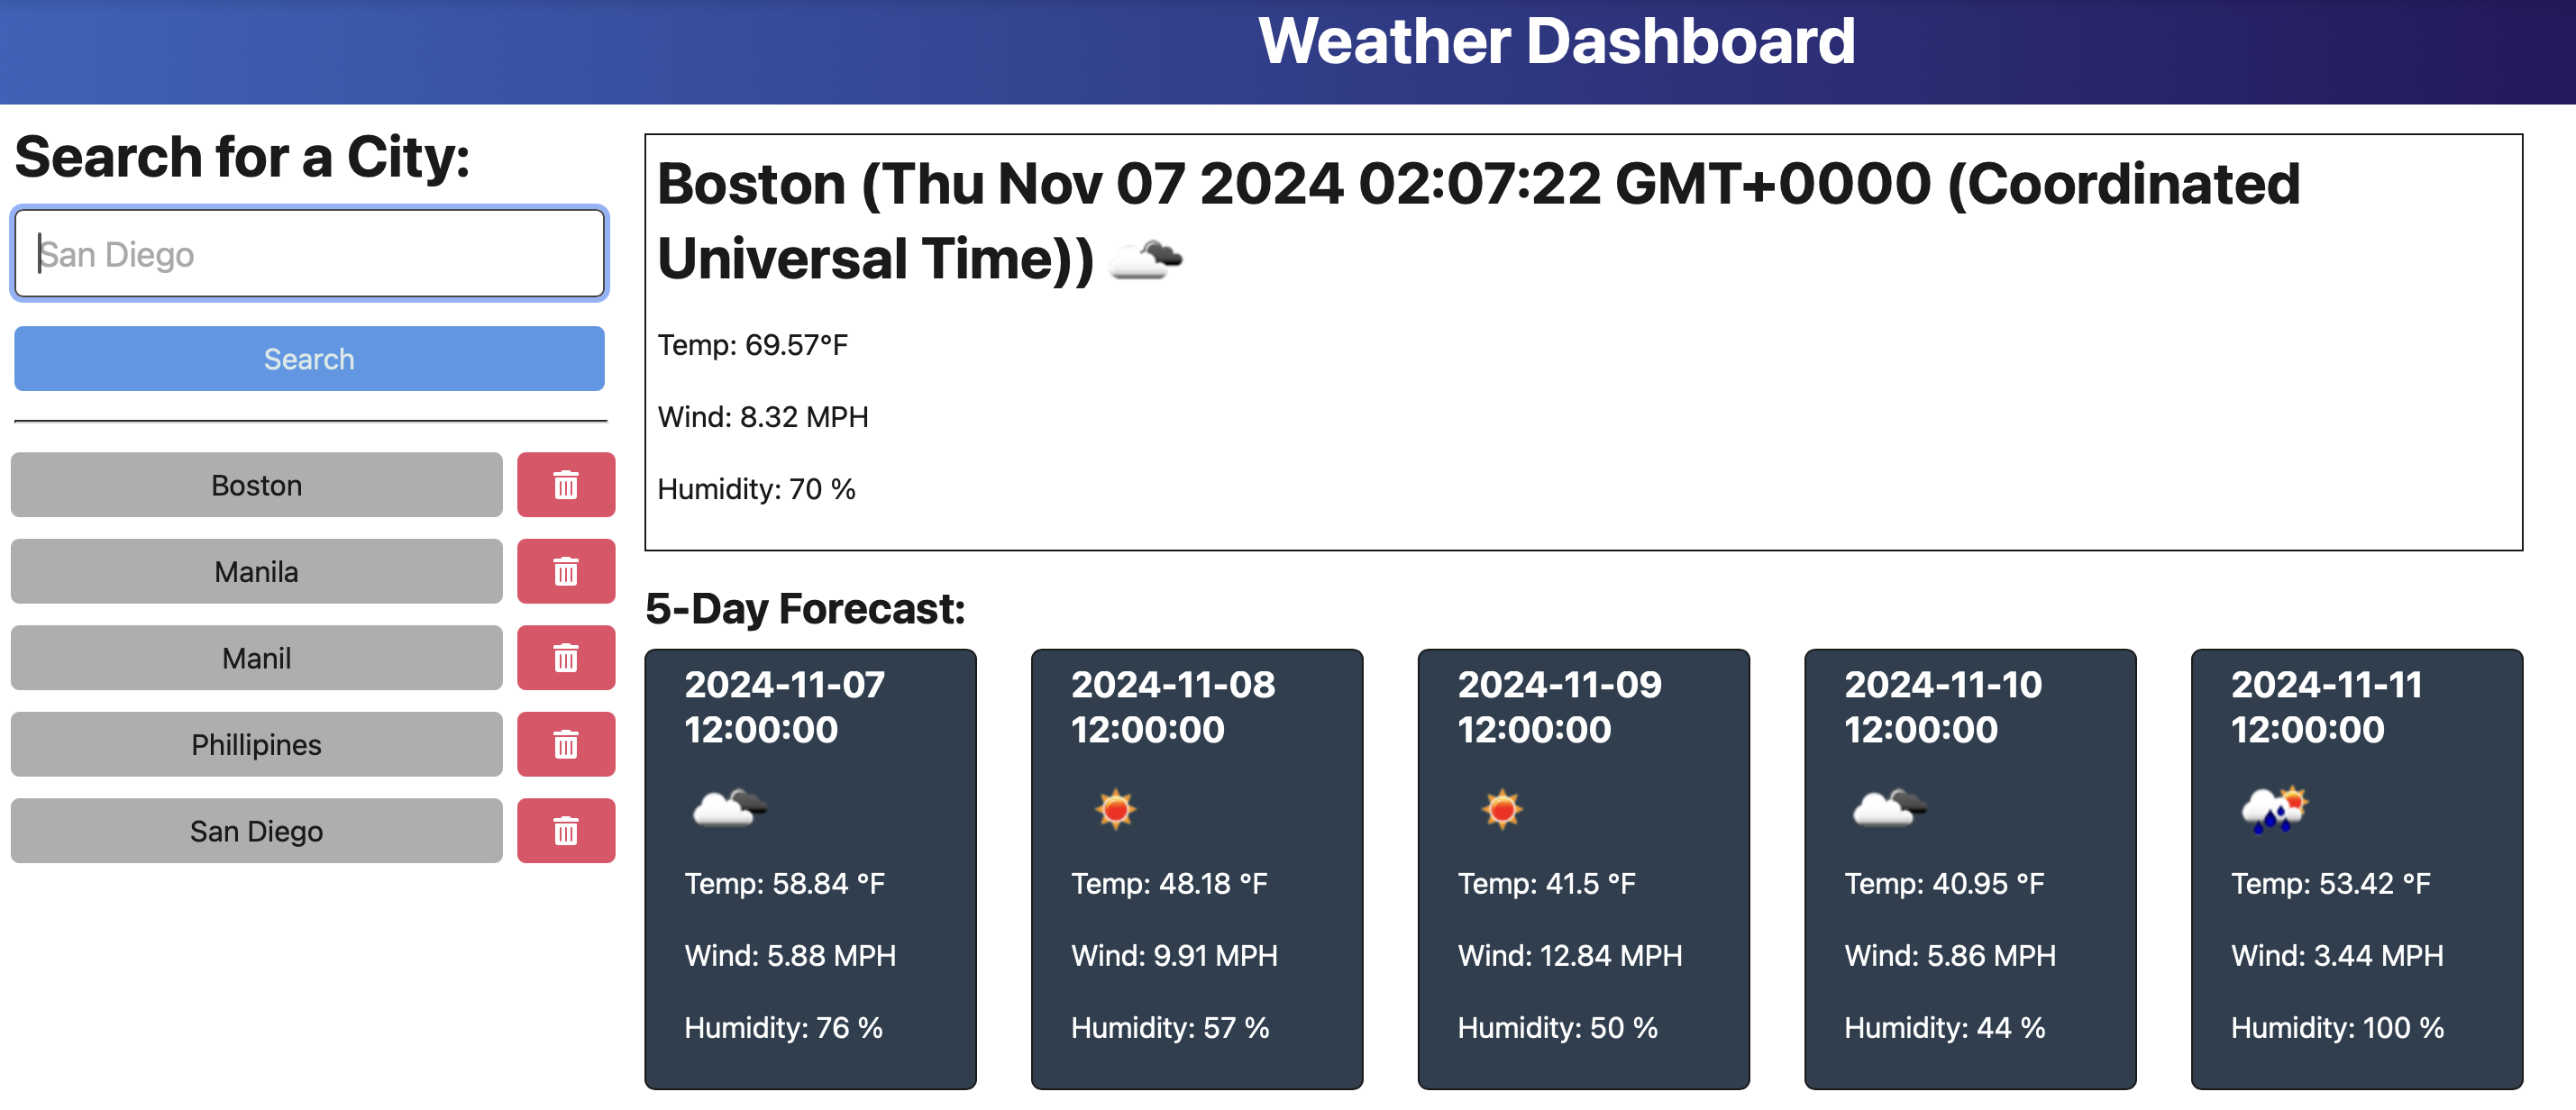 Weather Dashboard
Search for a City:
San Diego
Search
Boston
Manila
Manil
Phillipines
San Diego
Boston (Thu Nov 07 2024 02:07:22 GMT+0000 (Coordinated
Universal Time))
Temp: 69.57°F
Wind: 8.32 MPH
Humidity: 70 %
5-Day Forecast:
2024-11-07
12:00:00
Temp: 58.84 °F
Wind: 5.88 MPH
Humidity: 76 %
2024-11-08
12:00:00
Temp: 48.18 °F
Wind: 9.91 MPH
Humidity: 57 %
2024-11-09
12:00:00
Temp: 41.5 °F
Wind: 12.84 MPH
Humidity: 50 %
2024-11-10
12:00:00
Temp: 40.95 °F
Wind: 5.86 MPH
Humidity: 44 %
2024-11-11
12:00:00
Temp: 53.42 °F
Wind: 3.44 MPH
Humidity: 100 %